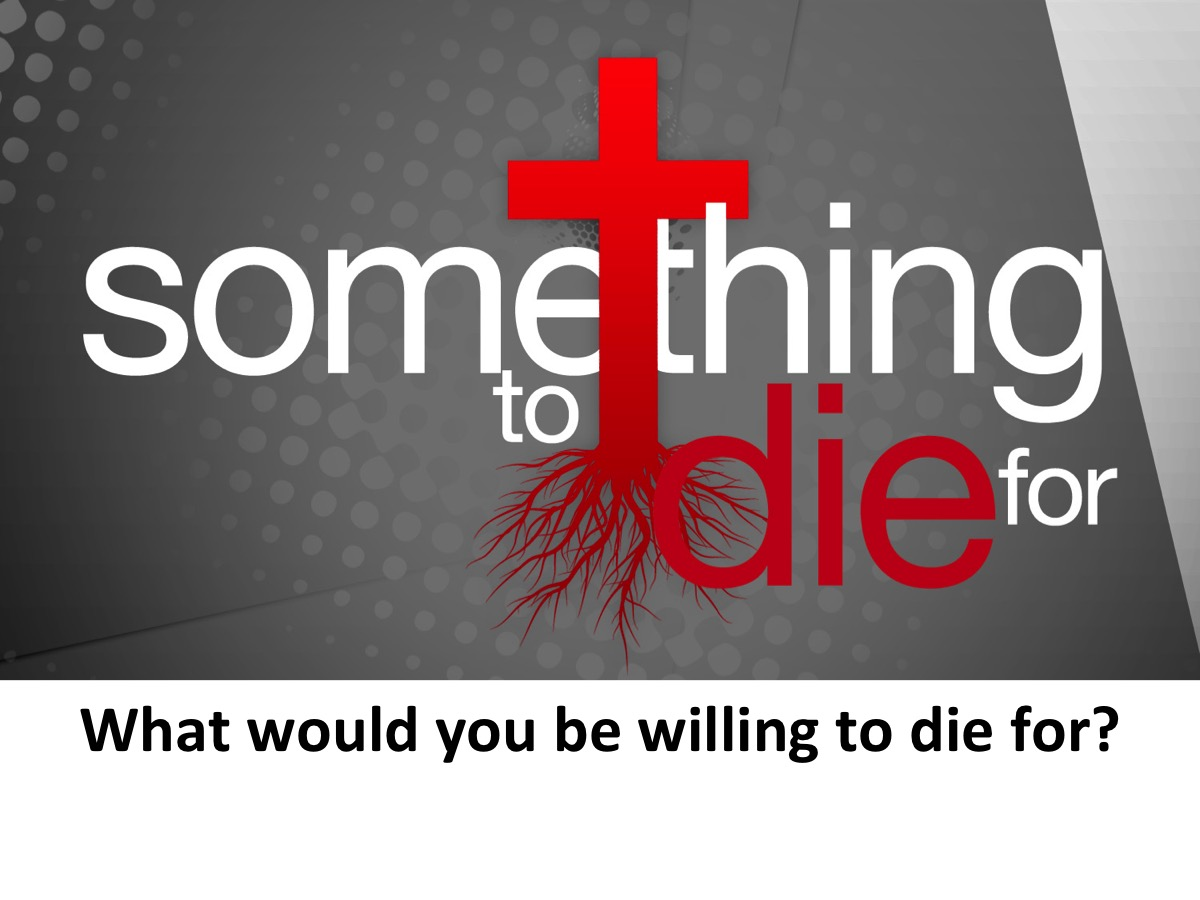 something
to die for
What would you be willing to die for?